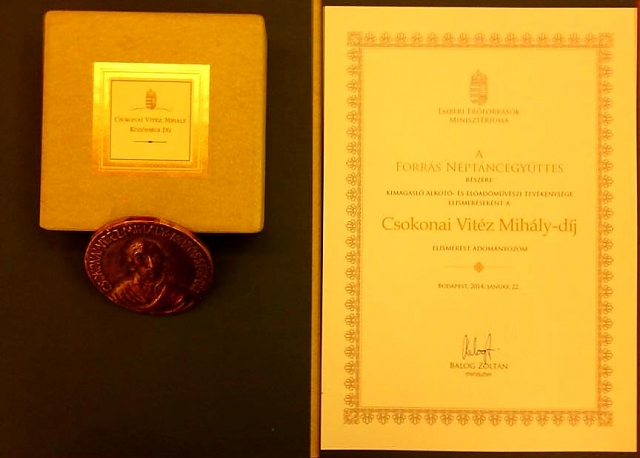 Csokonai Vitéz Mihály
Közösségi Díj
Emberi Erőforrások
Minisztériuma
A
Forrás Néptáncegyüttes
részére
kimagasló alkotó- és előadóművészi tevékenysége
elismeréseként a
Csokonai Vitéz Mihály-díj
elismerést adományozom
Budapest, 2014. január 22.
Balog Zoltán
miniszter